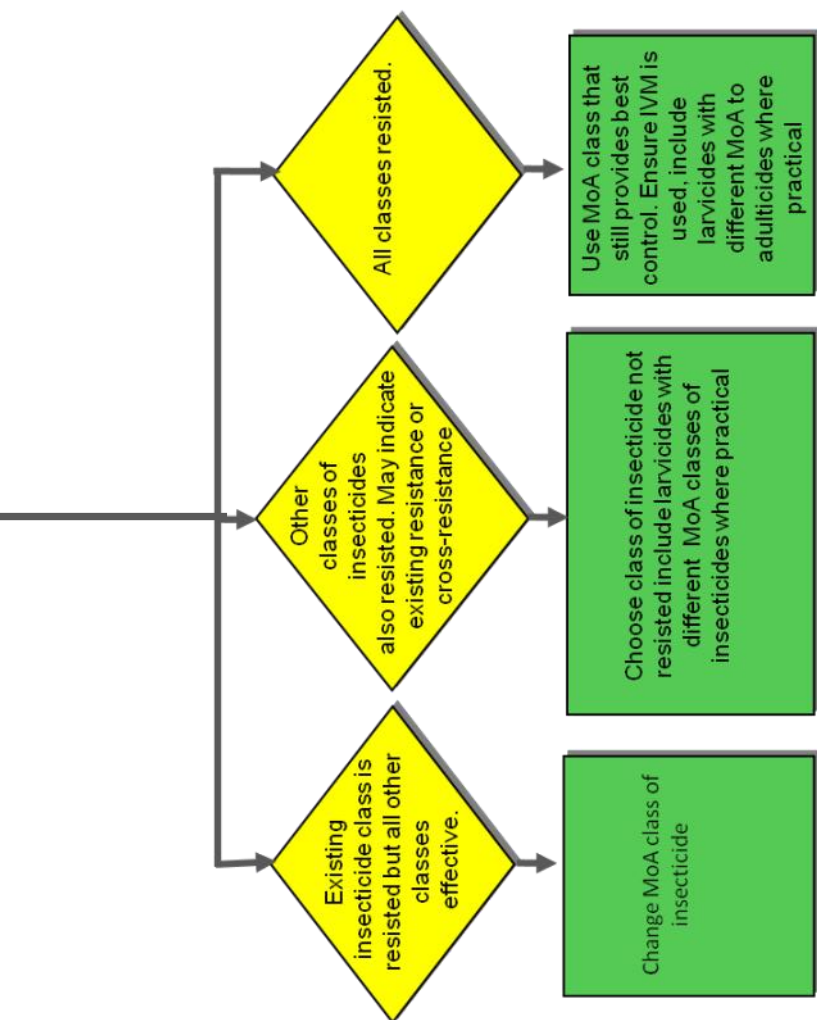 Existing
insecticide class is
resisted but all other
classes
effective.
Other
classes of
insecticides
also resisted. May indicate
existing resistance or
cross-resistance
All classes resisted.
Change MoA class of
insecticide
Choose class of insecticide not
resisted include larvicides with
different MoA classes of
insecticides where practical
Use MoA class that
still provides best
control. Ensure IVM is
used, include
larvicides with
different MoA to
adulticides where
practical